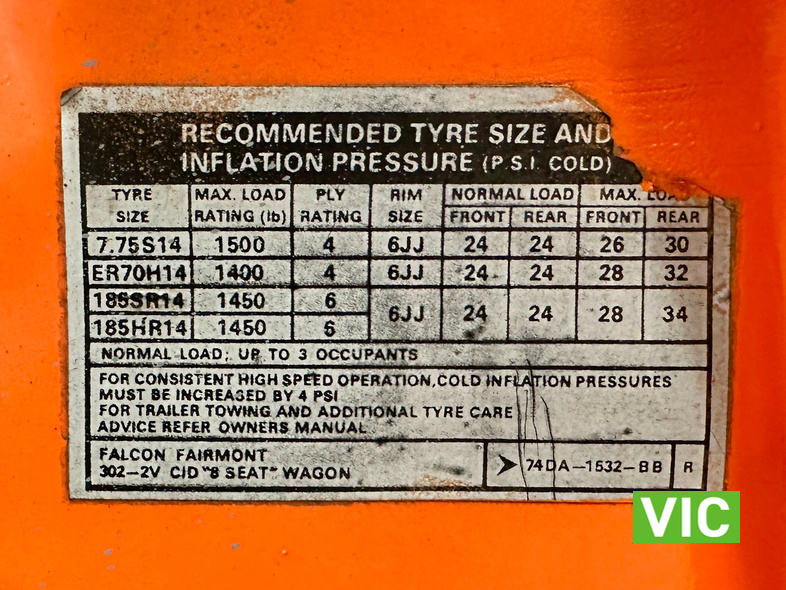 RECOMMENDED TYRE SIZE AND
INFLATION PRESSURE (P.S.I. COLD)
TYRE SIZE MAX. LOAD RATING (lb) PLY RATING RIM SIZE NORMAL LOAD MAX. LOA
FRONT REAR FRONT REAR
7.75S14 1500 4 6JJ 24 24 26 30
ER70H14 1400 4 6JJ 24 24 28 32
185SR14 1450 6
6JJ 24 24 28 34
185HR14 1450 6
NORMAL LOAD; UP TO 3 OCCUPANTS
FOR CONSISTENT HIGH SPEED OPERATION, COLD INFLATION PRESSURES
MUST BE INCREASED BY 4 PSI
FOR TRAILER TOWING AND ADDITIONAL TYRE CARE
ADVICE REFER OWNERS MANUAL
FALCON FAIRMONT
302-2V CID "8 SEAT" WAGON
74DA-1532-BB R
VIC